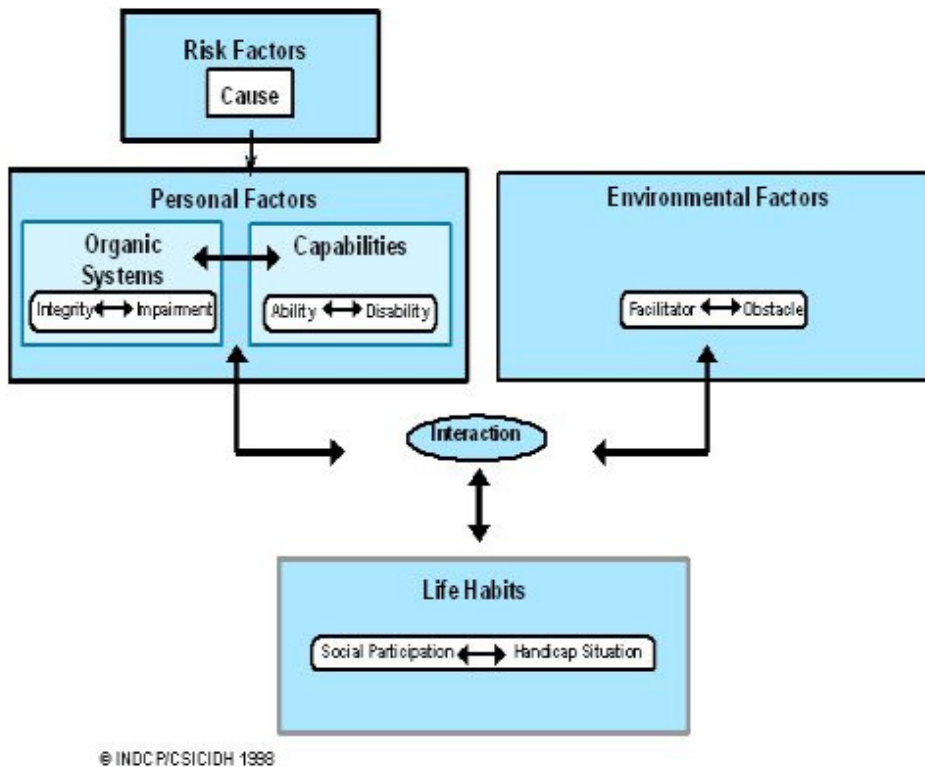 Risk Factors
Cause
Personal Factors
Organic
Systems
Integrity Impairment
Capabilities
Ability Disability
Environmental Factors
Facilitator Obstacle
Interaction
Life Habits
Social Participation Handicap Situation
© INDCP/CSICIDH 1998